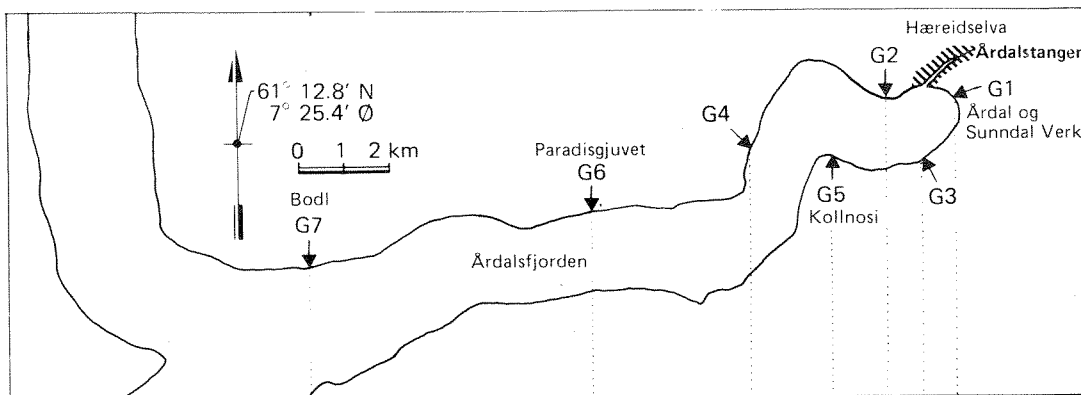 Hæreidselva
Årdalstangen
G2
G1
Årdal og
Sunndal Verk
61° 12.8' N
7° 25.4' Ø
G4
0 1 2 km
Paradisgjuvet
G6
G3
G5
Kollnosi
Bodl
G7
Årdalsfjorden